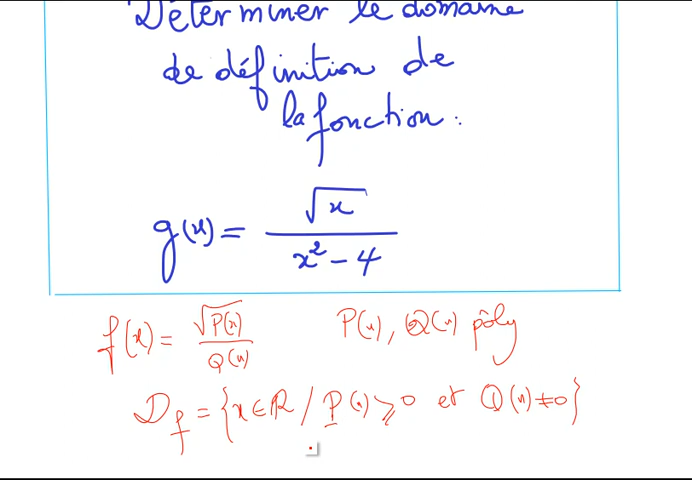 Déterminer le domaine
de définition de
la fonction :
g(x) = √x / (x² - 4)
f(x) = √P(x) / Q(x)   P(x), Q(x) poly
D_f = {x ∈ ℝ / P(x) ⩾ 0 et Q(x) ≠ 0}